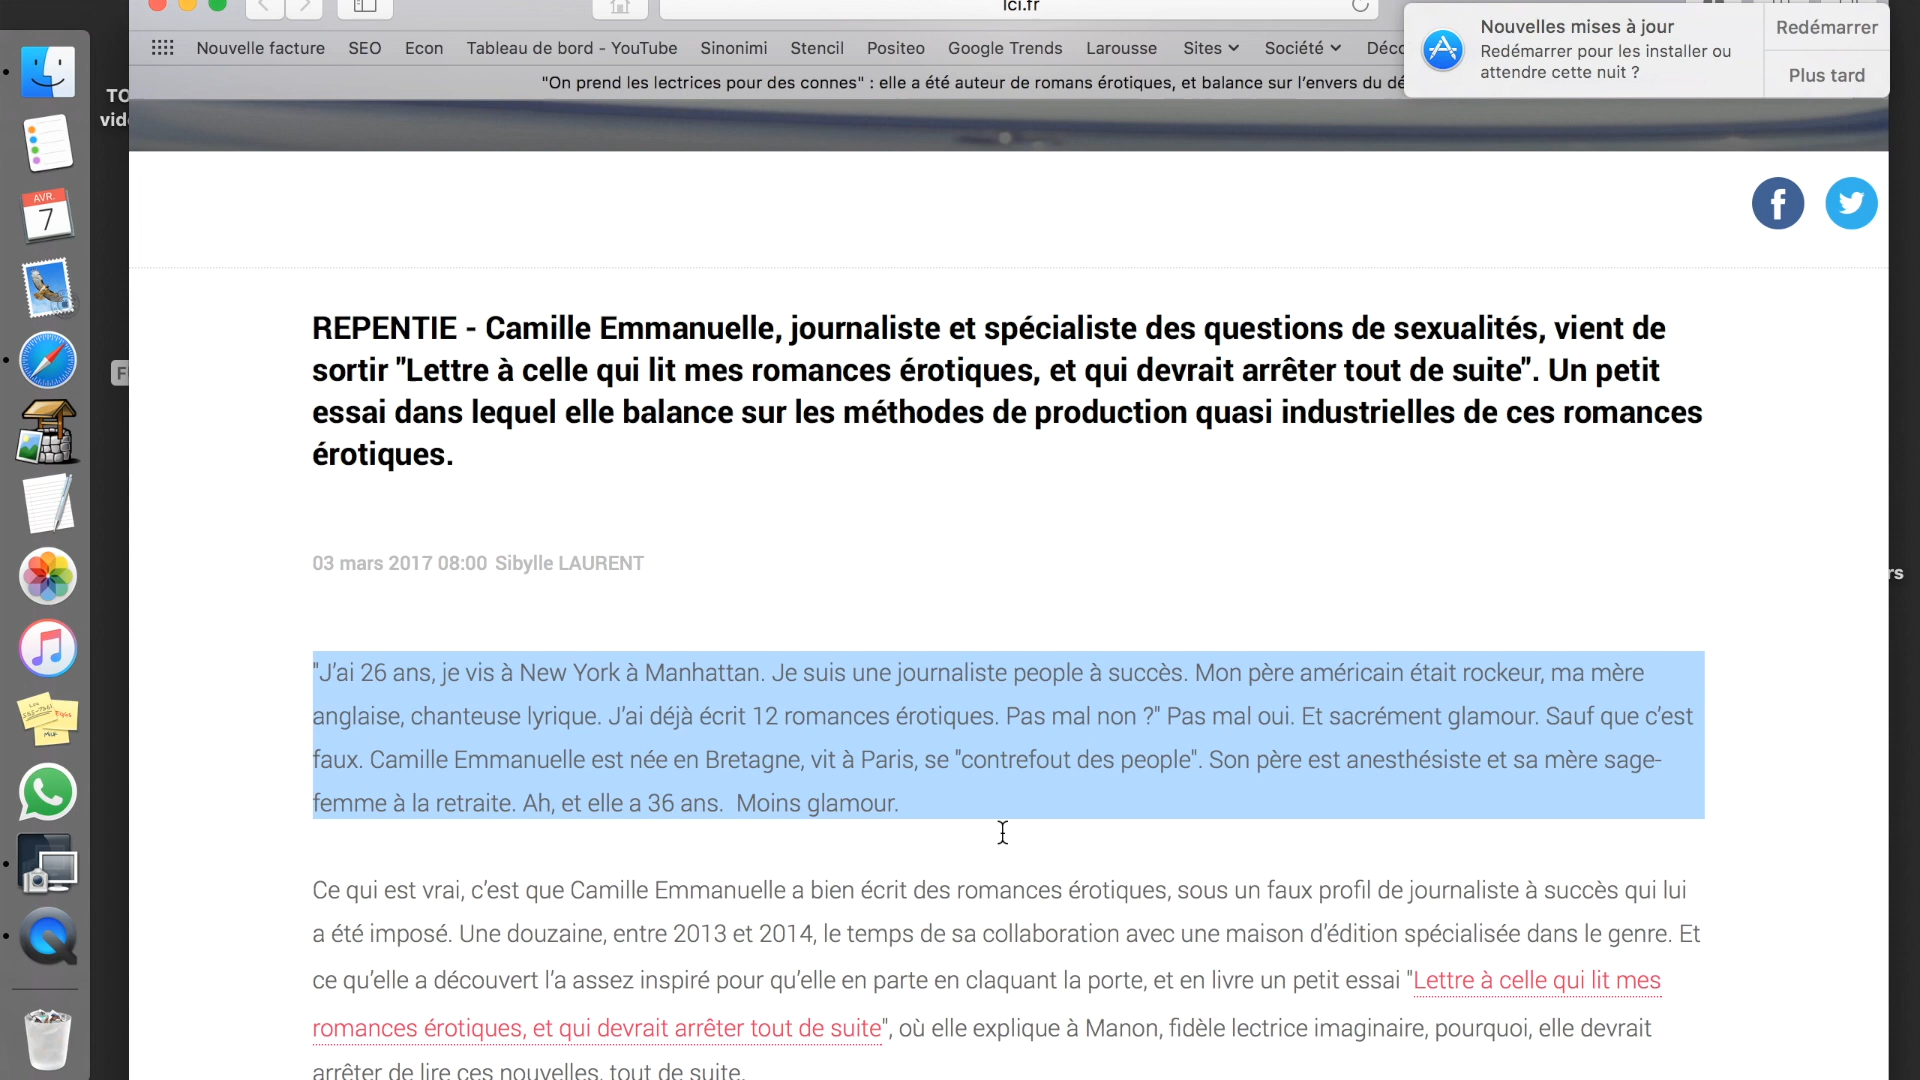 lci.fr
Nouvelle facture SEO Econ Tableau de bord - YouTube Sinonimi Stencil Positeo Google Trends Larousse Sites Société Déco
"On prend les lectrices pour des connes" : elle a été auteur de romans érotiques, et balance sur l'envers du dé
Nouvelles mises à jour
Redémarrer pour les installer ou
attendre cette nuit ?
Redémarrer
Plus tard
TO
vid
AVR.
7
F
rs
REPENTIE - Camille Emmanuelle, journaliste et spécialiste des questions de sexualités, vient de
sortir "Lettre à celle qui lit mes romances érotiques, et qui devrait arrêter tout de suite". Un petit
essai dans lequel elle balance sur les méthodes de production quasi industrielles de ces romances
érotiques.
03 mars 2017 08:00 Sibylle LAURENT
"J'ai 26 ans, je vis à New York à Manhattan. Je suis une journaliste people à succès. Mon père américain était rockeur, ma mère
anglaise, chanteuse lyrique. J'ai déjà écrit 12 romances érotiques. Pas mal non ?" Pas mal oui. Et sacrément glamour. Sauf que c'est
faux. Camille Emmanuelle est née en Bretagne, vit à Paris, se "contrefout des people". Son père est anesthésiste et sa mère sage-
femme à la retraite. Ah, et elle a 36 ans. Moins glamour.
Ce qui est vrai, c'est que Camille Emmanuelle a bien écrit des romances érotiques, sous un faux profil de journaliste à succès qui lui
a été imposé. Une douzaine, entre 2013 et 2014, le temps de sa collaboration avec une maison d'édition spécialisée dans le genre. Et
ce qu'elle a découvert l'a assez inspiré pour qu'elle en parte en claquant la porte, et en livre un petit essai "Lettre à celle qui lit mes
romances érotiques, et qui devrait arrêter tout de suite", où elle explique à Manon, fidèle lectrice imaginaire, pourquoi, elle devrait
arrêter de lire ces nouvelles, tout de suite.